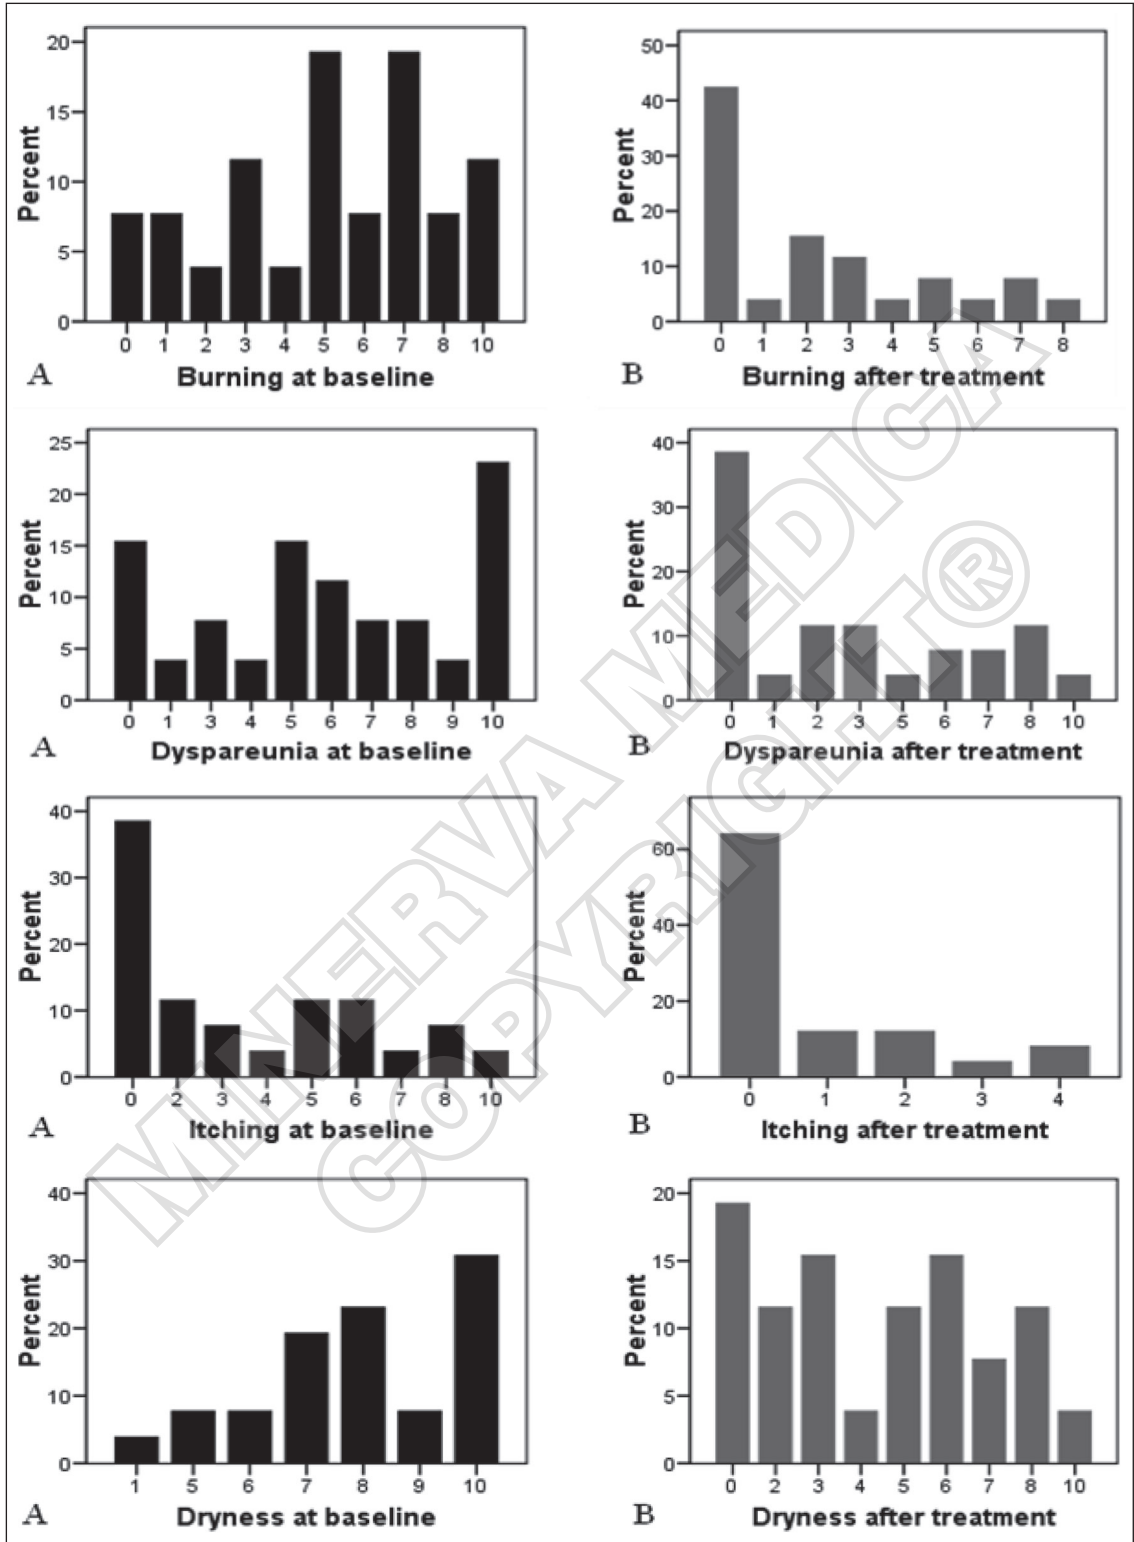 20
15
10
5
0
Percent
0 1 2 3 4 5 6 7 8 10
A
Burning at baseline
50
40
30
20
10
0
Percent
0 1 2 3 4 5 6 7 8
B
Burning after treatment
25
20
15
10
5
0
Percent
0 1 3 4 5 6 7 8 9 10
A
Dyspareunia at baseline
40
30
20
10
0
Percent
0 1 2 3 5 6 7 8 10
B
Dyspareunia after treatment
40
30
20
10
0
Percent
0 2 3 4 5 6 7 8 10
A
Itching at baseline
60
40
20
0
Percent
0 1 2 3 4
B
Itching after treatment
40
30
20
10
0
Percent
1 5 6 7 8 9 10
A
Dryness at baseline
20
15
10
5
0
Percent
0 2 3 4 5 6 7 8 10
B
Dryness after treatment
MINERVA MEDICA
COPYRIGHT®